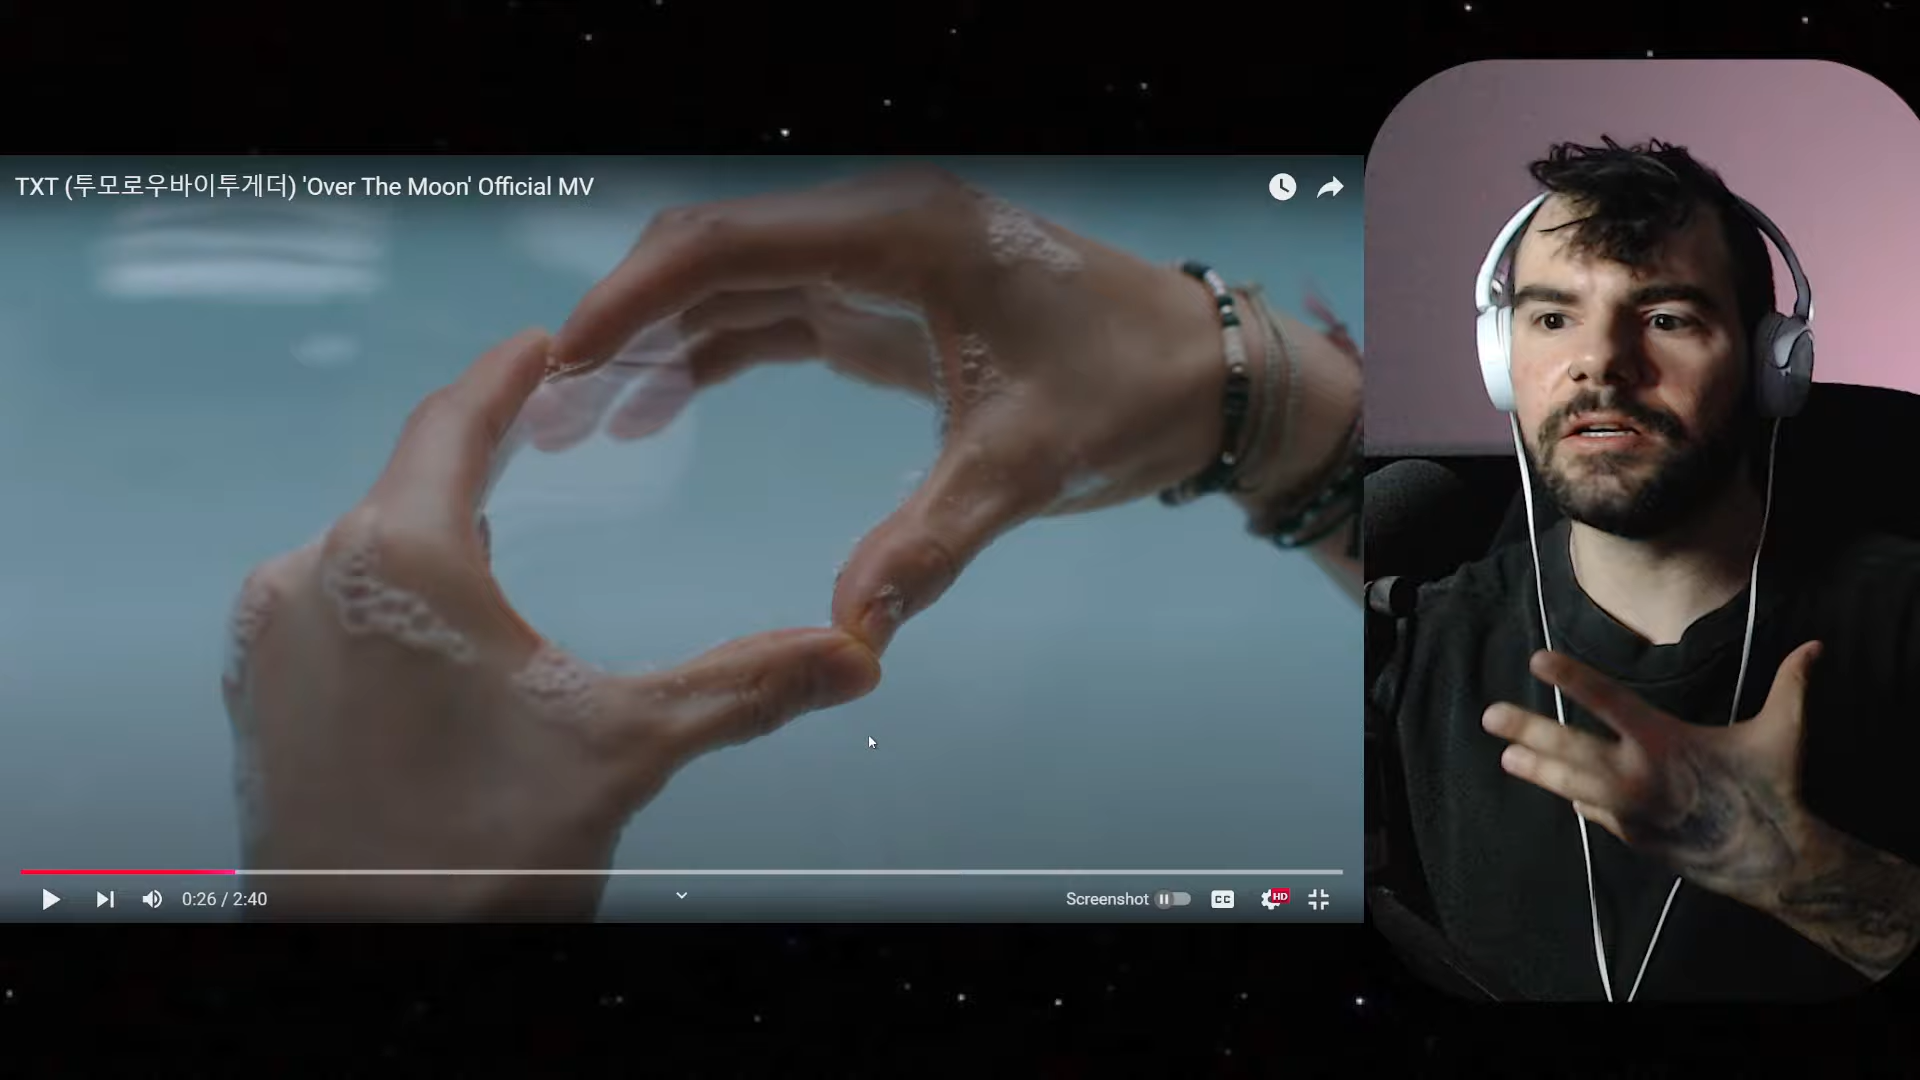 TXT (투모로우바이투게더) 'Over The Moon' Official MV
0:26 / 2:40
Screenshot
CC
HD